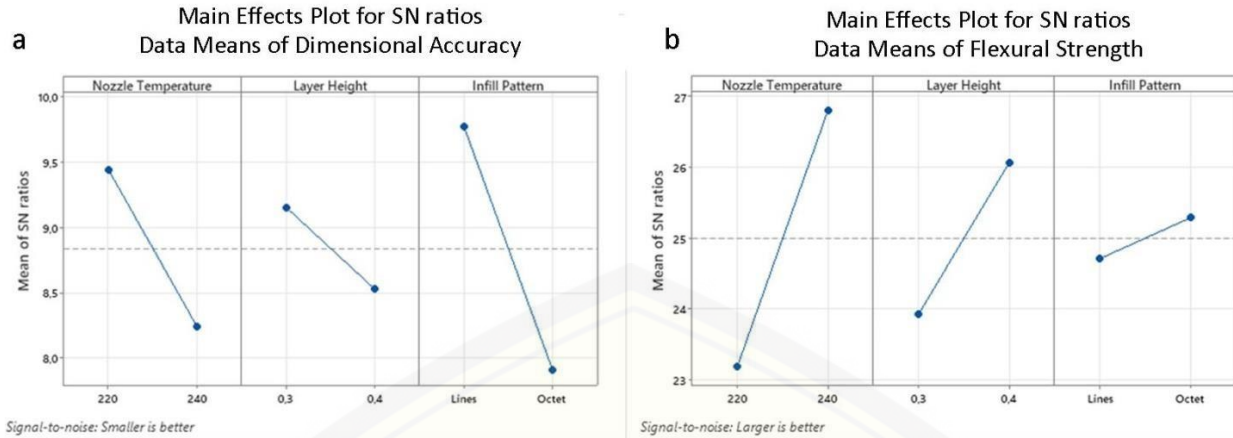 a
Main Effects Plot for SN ratios
Data Means of Dimensional Accuracy
Nozzle Temperature Layer Height Infill Pattern
Mean of SN ratios
10,0
9,5
9,0
8,5
8,0
220 240 0,3 0,4 Lines Octet
Signal-to-noise: Smaller is better
b
Main Effects Plot for SN ratios
Data Means of Flexural Strength
Nozzle Temperature Layer Height Infill Pattern
Mean of SN ratios
27
26
25
24
23
220 240 0,3 0,4 Lines Octet
Signal-to-noise: Larger is better